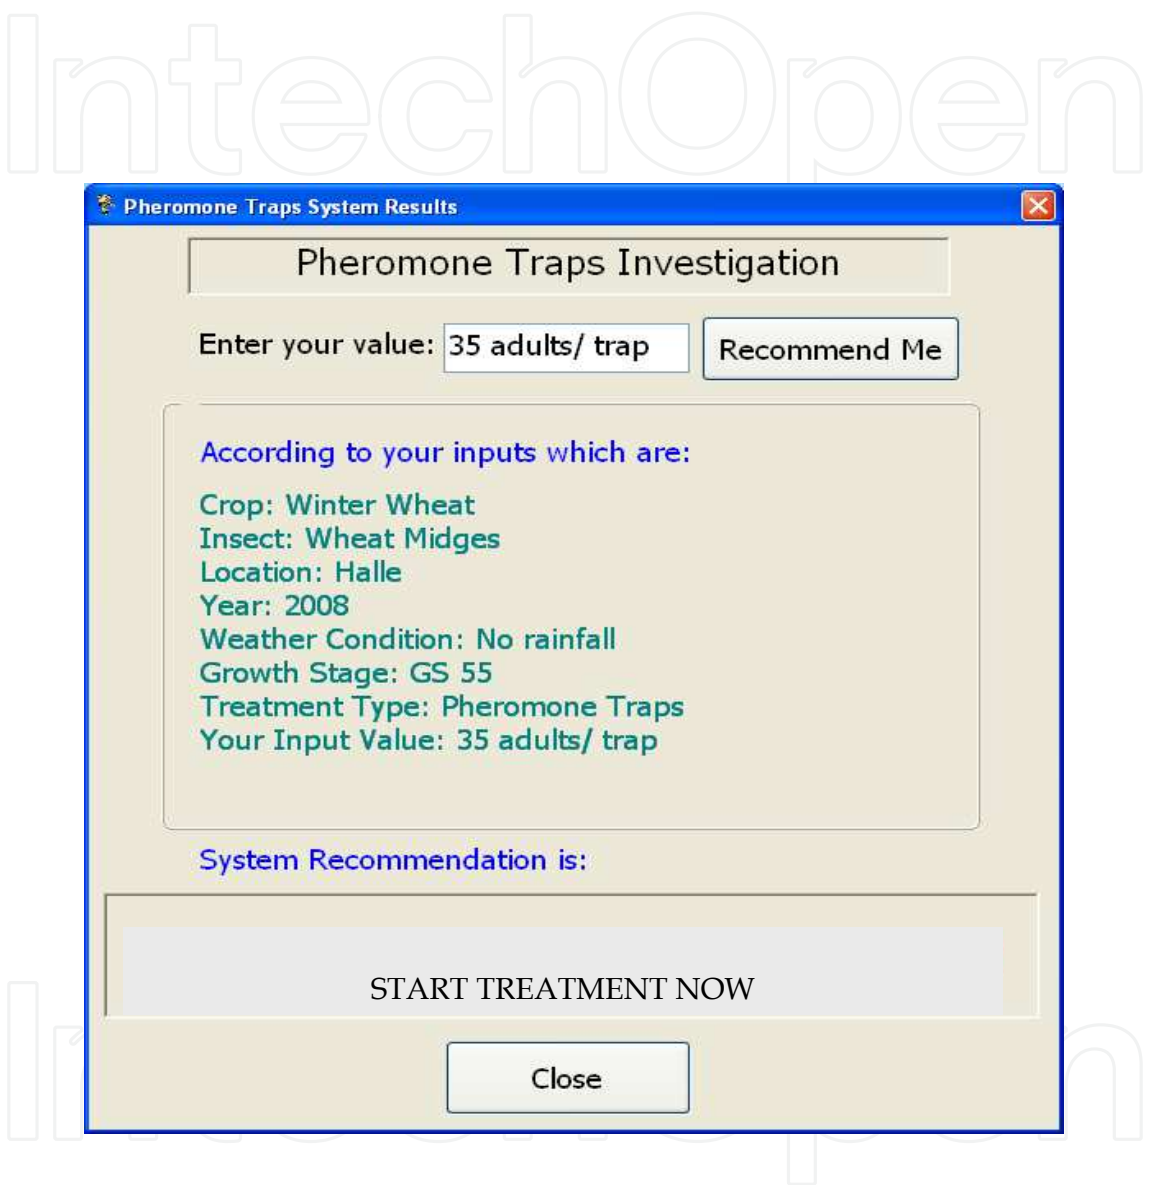 IntechOpen
Pheromone Traps System Results
Pheromone Traps Investigation
Enter your value: 35 adults/ trap Recommend Me
According to your inputs which are:
Crop: Winter Wheat
Insect: Wheat Midges
Location: Halle
Year: 2008
Weather Condition: No rainfall
Growth Stage: GS 55
Treatment Type: Pheromone Traps
Your Input Value: 35 adults/ trap
System Recommendation is:
START TREATMENT NOW
Close
IntechOpen